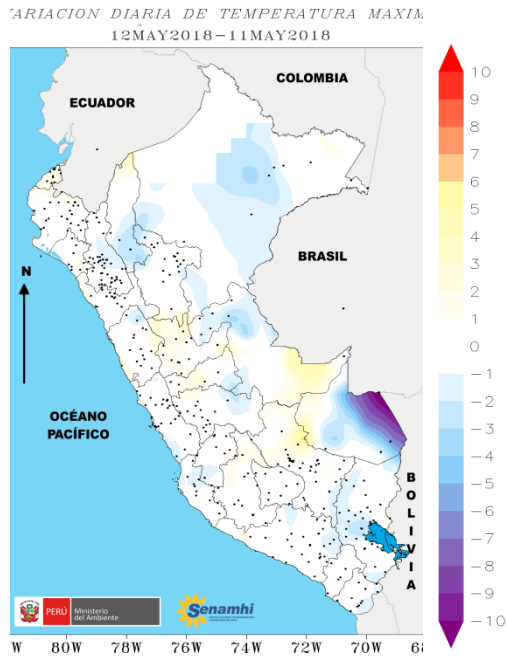 ARIACION DIARIA DE TEMPERATURA MAXIM
12MAY2018−11MAY2018
COLOMBIA
ECUADOR
BRASIL
N
OCÉANO
PACÍFICO
BOLIVIA
10
9
8
7
6
5
4
3
2
1
0
−1
−2
−3
−4
−5
−6
−7
−8
−9
−10
PERÚ
Ministerio
del Ambiente
Senamhi
W 80W 78W 76W 74W 72W 70W 68